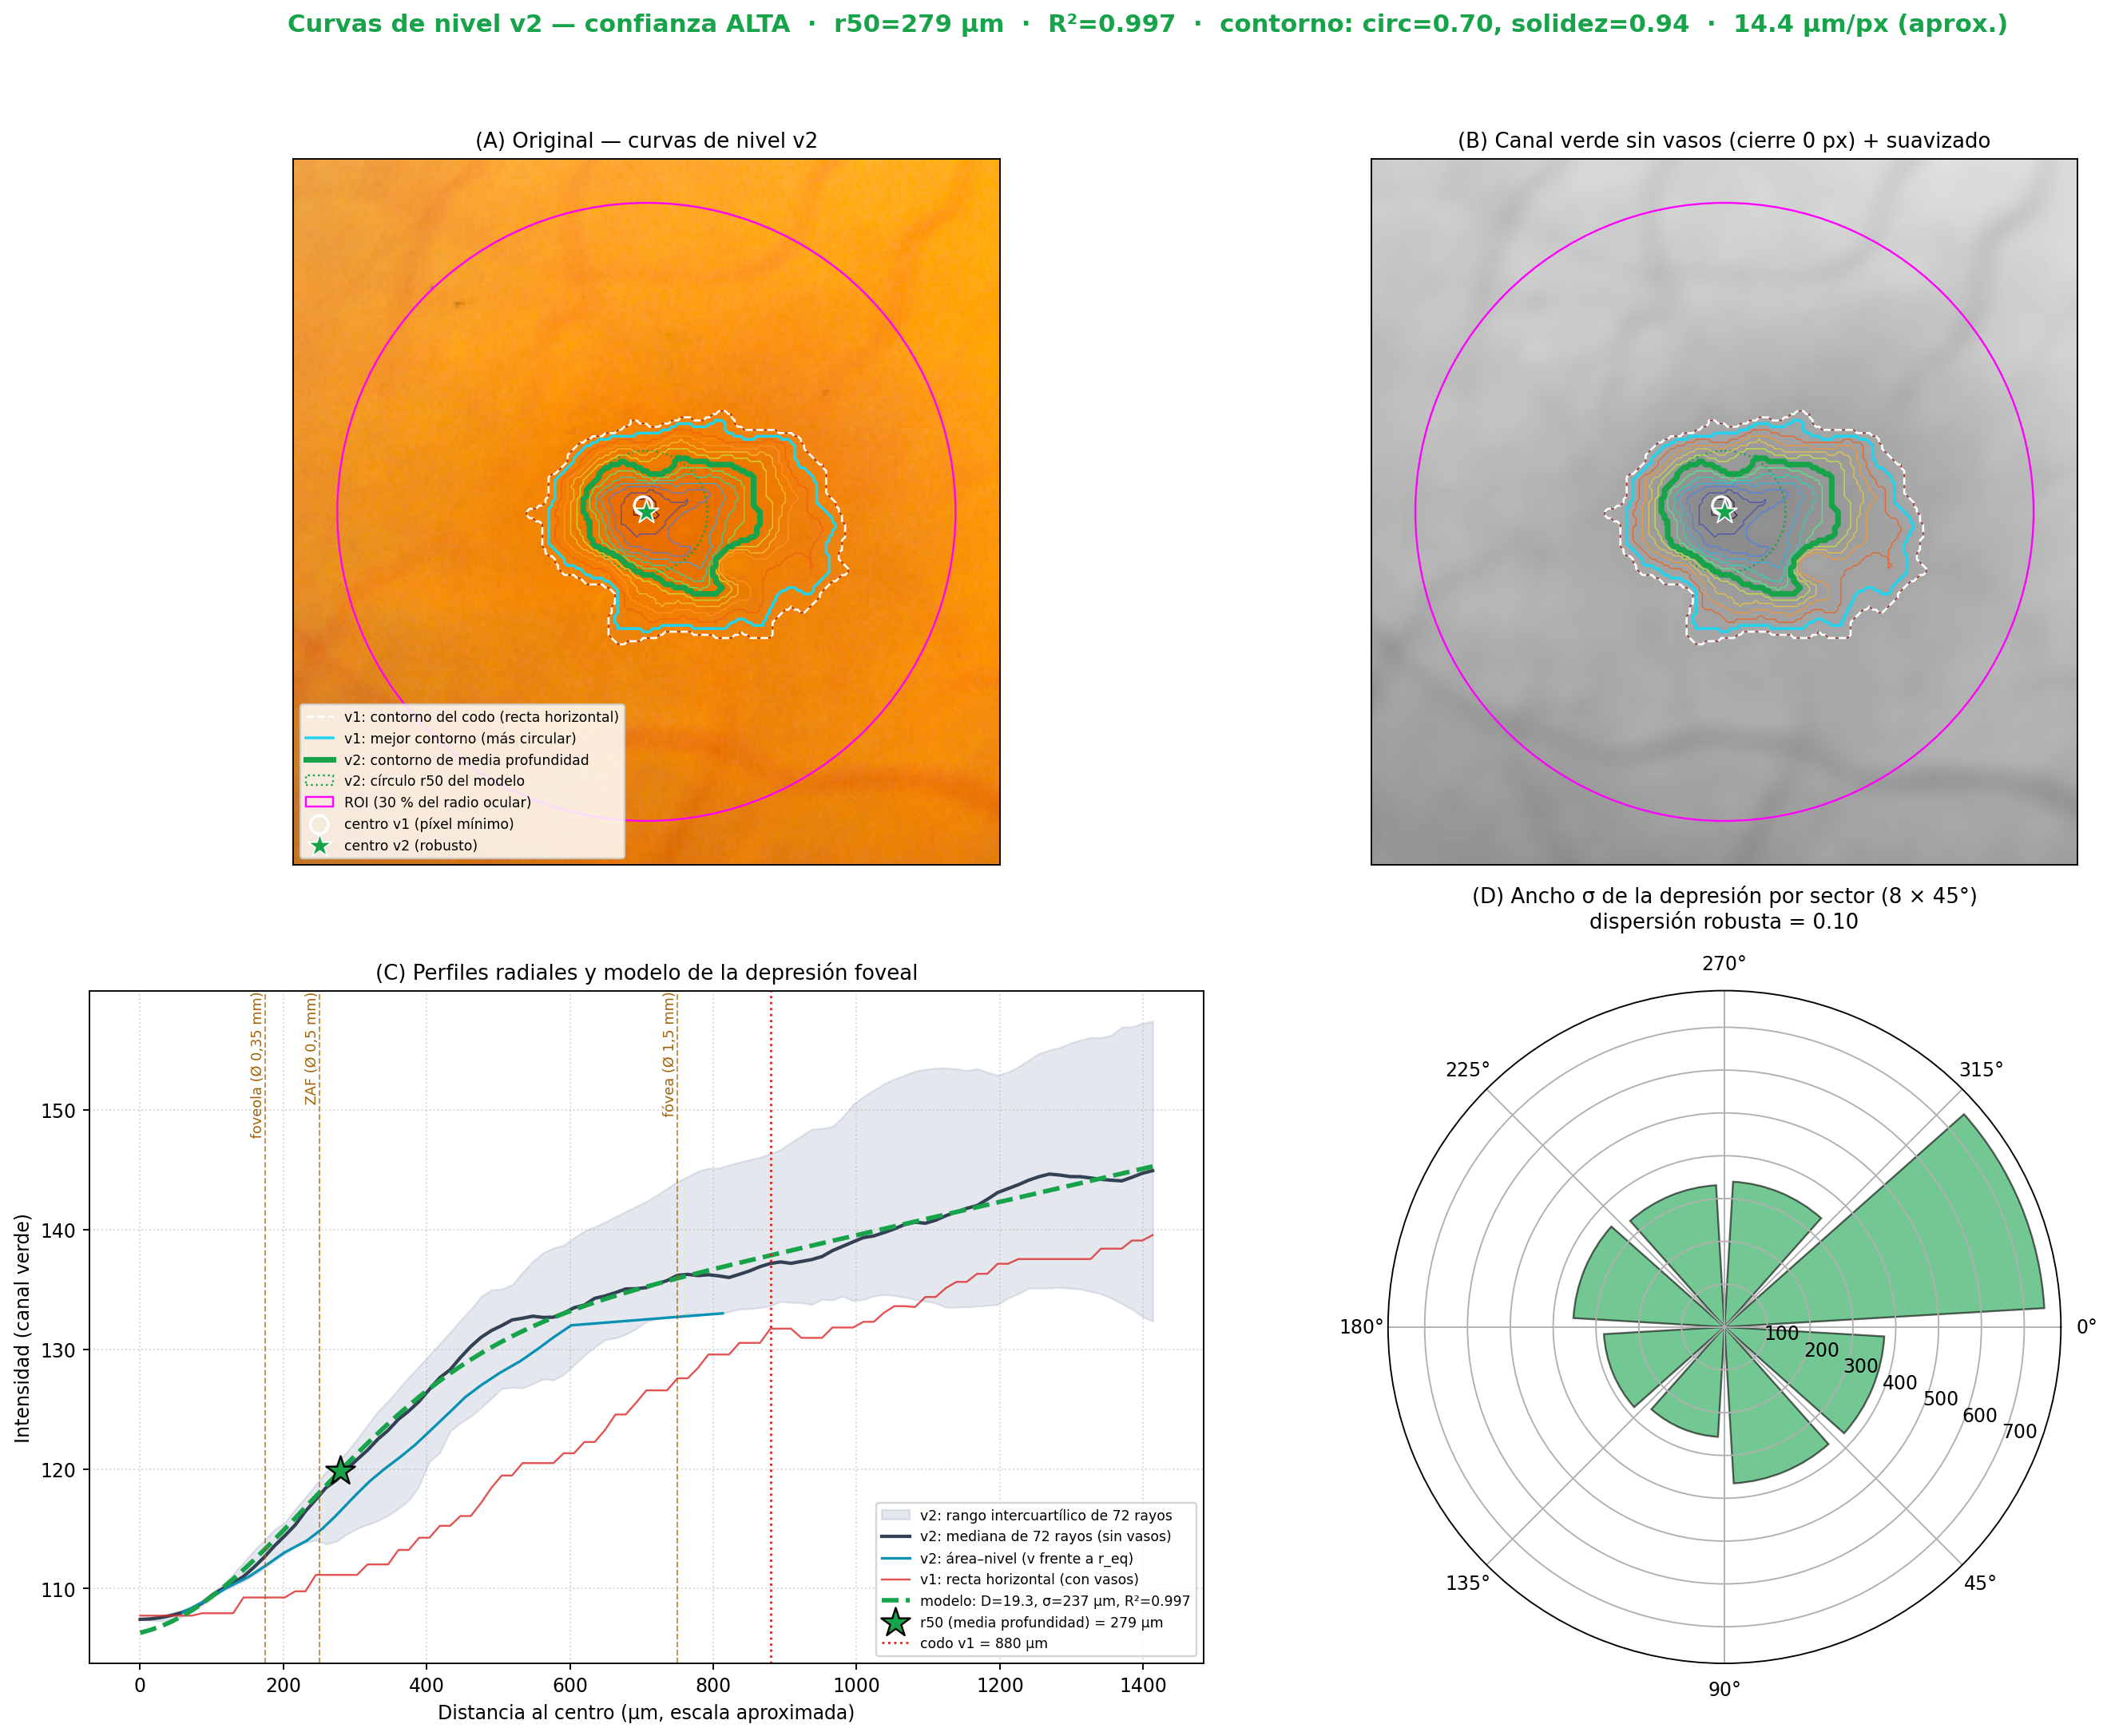 Curvas de nivel v2 — confianza ALTA · r50=279 µm · R²=0.997 · contorno: circ=0.70, solidez=0.94 · 14.4 µm/px (aprox.)
(A) Original — curvas de nivel v2
v1: contorno del codo (recta horizontal)
v1: mejor contorno (más circular)
v2: contorno de media profundidad
v2: círculo r50 del modelo
ROI (30 % del radio ocular)
centro v1 (píxel mínimo)
centro v2 (robusto)
(B) Canal verde sin vasos (cierre 0 px) + suavizado
(C) Perfiles radiales y modelo de la depresión foveal
foveola (Ø 0,35 mm)
ZAF (Ø 0,5 mm)
fóvea (Ø 1,5 mm)
Intensidad (canal verde)
150
140
130
120
110
0
200
400
600
800
1000
1200
1400
Distancia al centro (µm, escala aproximada)
v2: rango intercuartílico de 72 rayos
v2: mediana de 72 rayos (sin vasos)
v2: área–nivel (v frente a r_eq)
v1: recta horizontal (con vasos)
modelo: D=19.3, σ=237 µm, R²=0.997
r50 (media profundidad) = 279 µm
codo v1 = 880 µm
(D) Ancho σ de la depresión por sector (8 × 45°)
dispersión robusta = 0.10
270°
225°
315°
180°
0°
100
200
300
400
500
600
700
135°
45°
90°